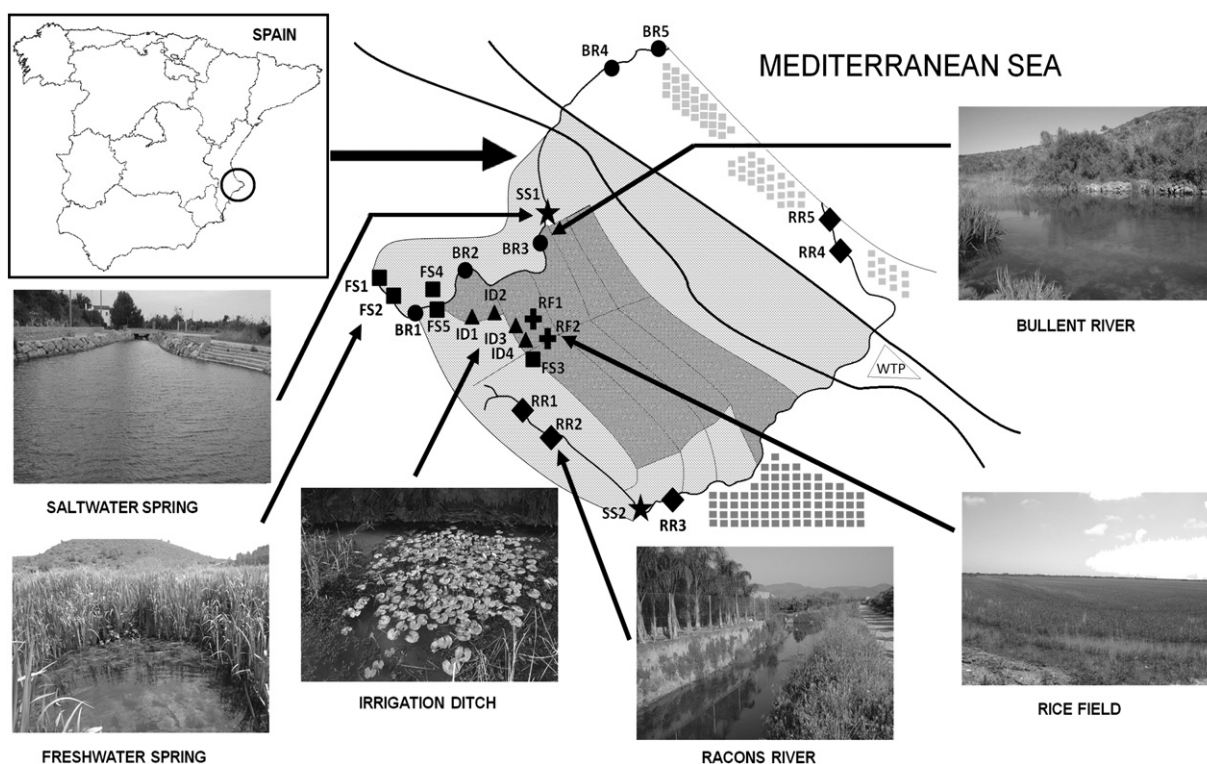 SPAIN
MEDITERRANEAN SEA
BR4
BR5
SS1
BR3
BR2
FS1
FS2
FS4
BR1
FS5
ID1
ID2
ID3
ID4
RF1
RF2
FS3
RR5
RR4
WTP
RR1
RR2
SS2
RR3
BULLENT RIVER
SALTWATER SPRING
IRRIGATION DITCH
RICE FIELD
FRESHWATER SPRING
RACONS RIVER